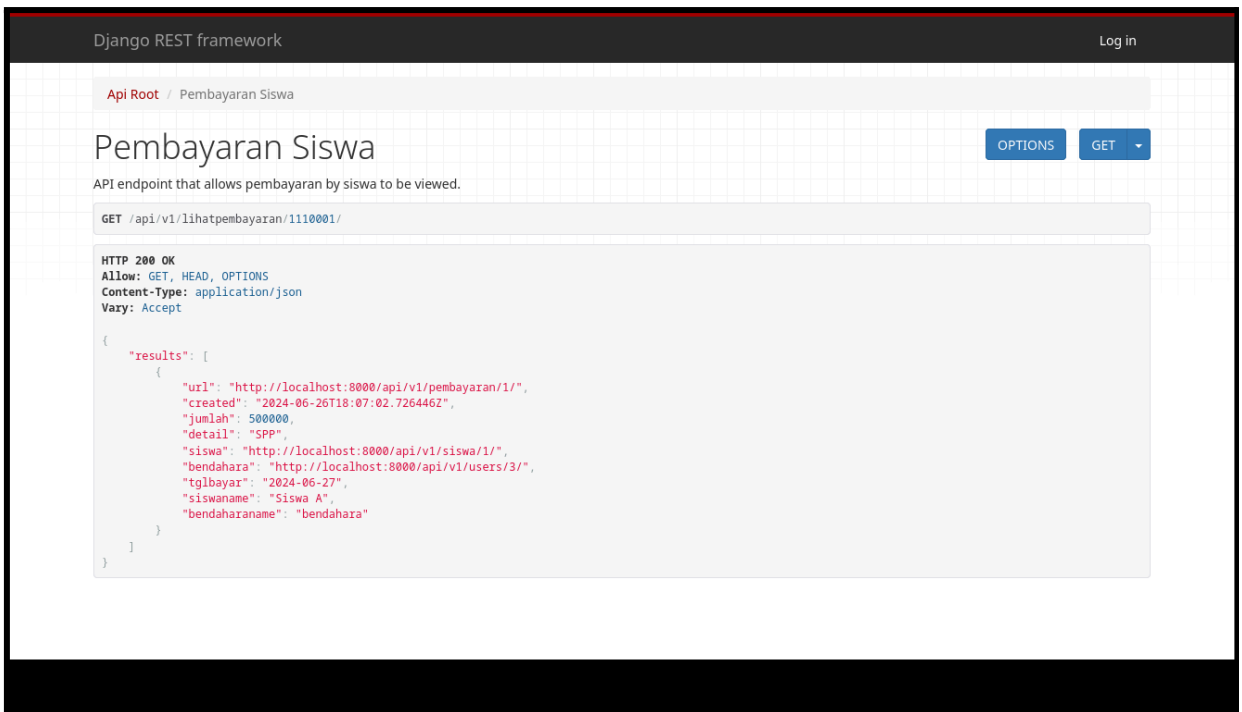 Django REST framework
Log in
Api Root / Pembayaran Siswa
Pembayaran Siswa
OPTIONS
GET
API endpoint that allows pembayaran by siswa to be viewed.
GET /api/v1/lihatpembayaran/1110001/
HTTP 200 OK
Allow: GET, HEAD, OPTIONS
Content-Type: application/json
Vary: Accept
{
    "results": [
        {
            "url": "http://localhost:8000/api/v1/pembayaran/1/",
            "created": "2024-06-26T18:07:02.726446Z",
            "jumlah": 500000,
            "detail": "SPP",
            "siswa": "http://localhost:8000/api/v1/siswa/1/",
            "bendahara": "http://localhost:8000/api/v1/users/3/",
            "tglbayar": "2024-06-27",
            "siswaname": "Siswa A",
            "bendaharaname": "bendahara"
        }
    ]
}